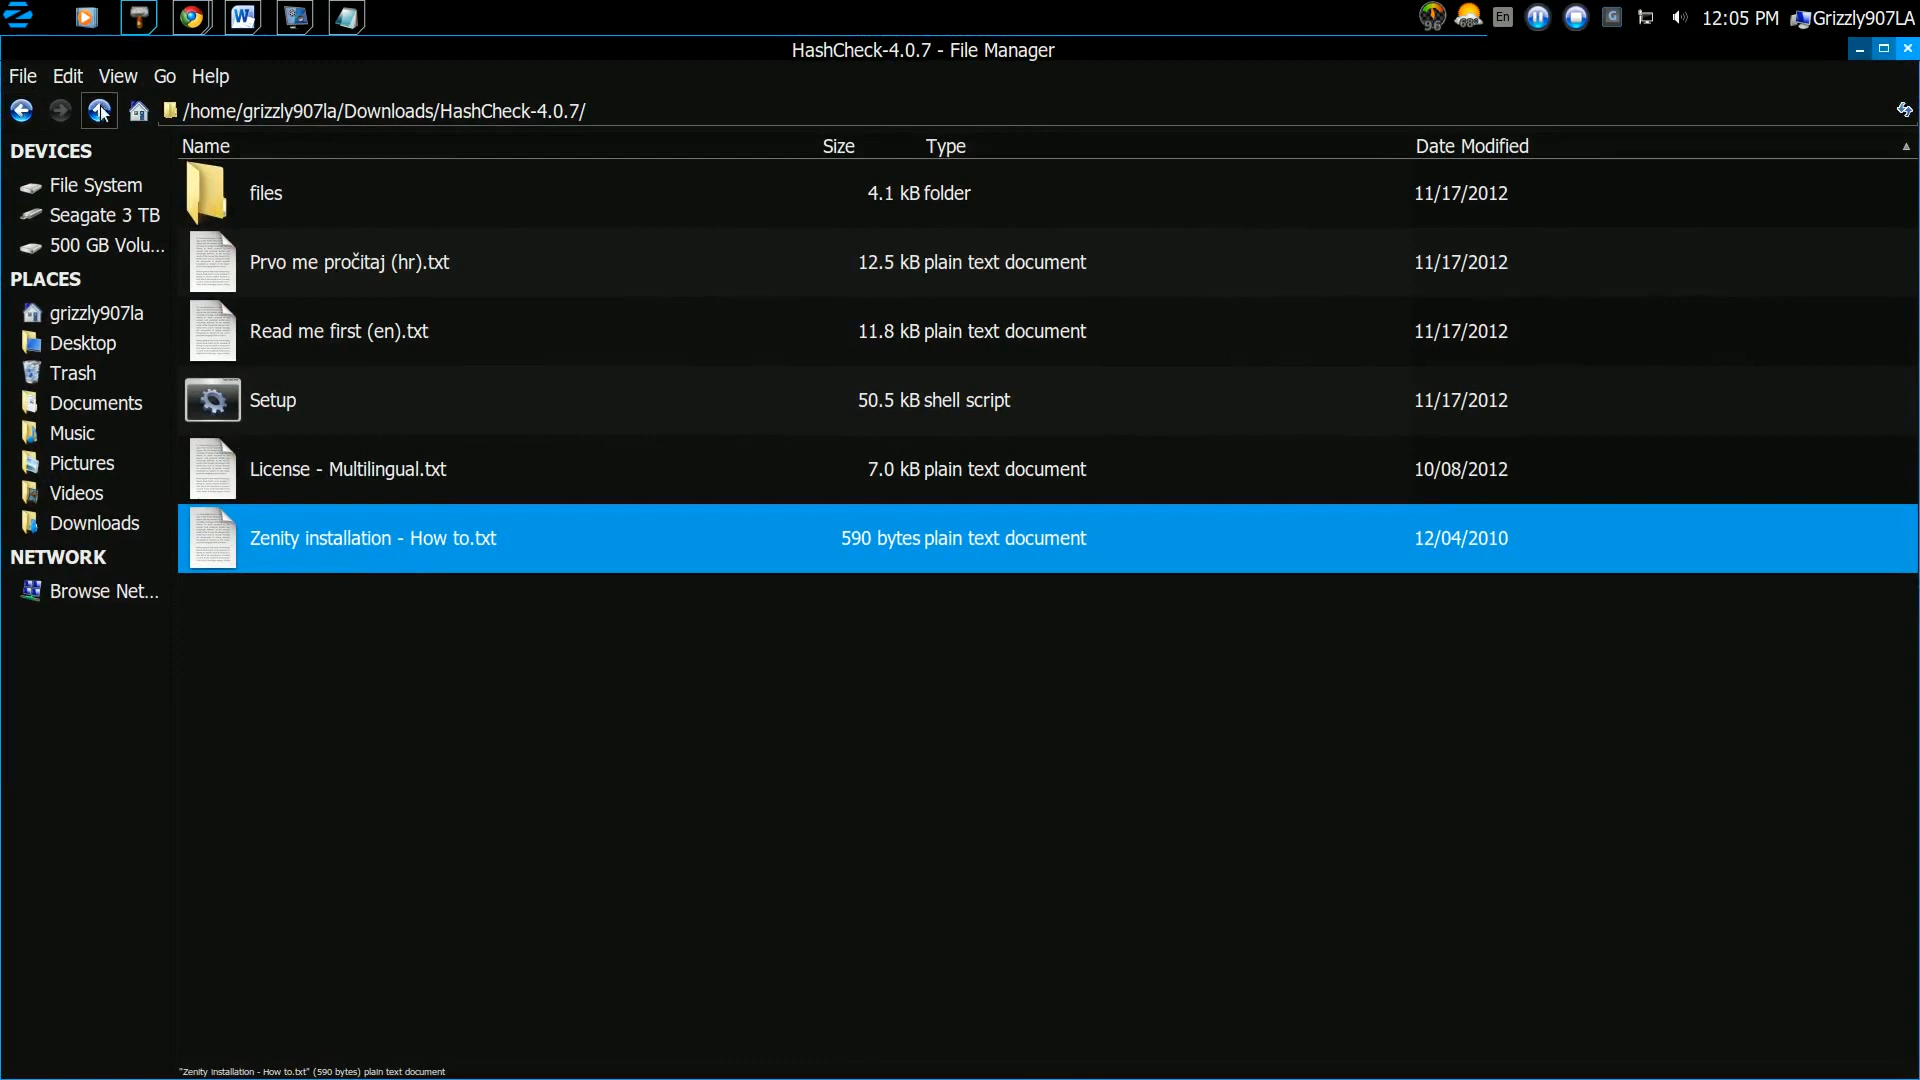 96 68° En G 12:05 PM Grizzly907LA
HashCheck-4.0.7 - File Manager
File Edit View Go Help
/home/grizzly907la/Downloads/HashCheck-4.0.7/
DEVICES
File System
Seagate 3 TB
500 GB Volu...
PLACES
grizzly907la
Desktop
Trash
Documents
Music
Pictures
Videos
Downloads
NETWORK
Browse Net...
Name Size Type Date Modified
files 4.1 kB folder 11/17/2012
Prvo me pročitaj (hr).txt 12.5 kB plain text document 11/17/2012
Read me first (en).txt 11.8 kB plain text document 11/17/2012
Setup 50.5 kB shell script 11/17/2012
License - Multilingual.txt 7.0 kB plain text document 10/08/2012
Zenity installation - How to.txt 590 bytes plain text document 12/04/2010
"Zenity installation - How to.txt" (590 bytes) plain text document